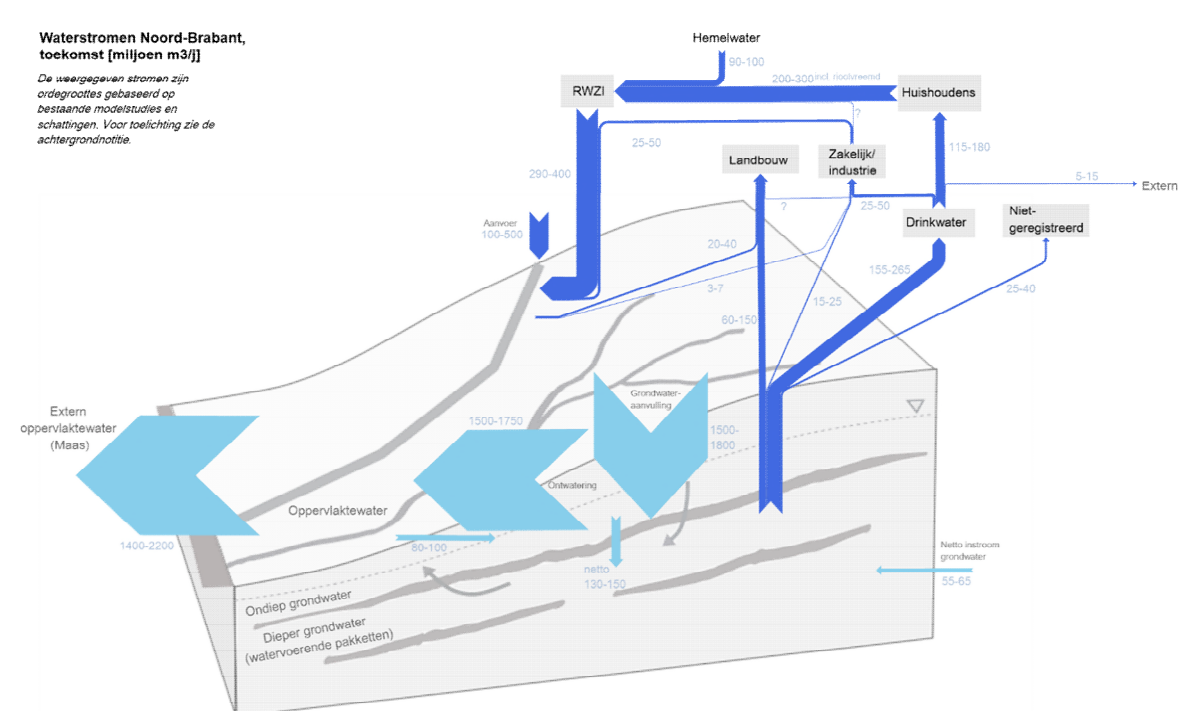 Waterstromen Noord-Brabant,
toekomst [miljoen m3/j]
De weergegeven stromen zijn
ordegroottes gebaseerd op
bestaande modelstudies en
schattingen. Voor toelichting zie de
achtergrondnotitie.
Hemelwater
90-100
200-300 incl. rioolvreemd
RWZI
Huishoudens
?
25-50
Landbouw
Zakelijk/
industrie
115-180
290-400
5-15
Extern
?
25-50
Drinkwater
Niet-
geregistreerd
Aanvoer
100-500
20-40
155-265
3-7
15-25
25-40
60-150
Grondwater-
aanvulling
Extern
oppervlaktewater
(Maas)
1500-1750
1500-
1800
Ontwatering
Oppervlaktewater
1400-2200
80-100
Netto instroom
grondwater
netto
130-150
55-65
Ondiep grondwater
Dieper grondwater
(watervoerende pakketten)